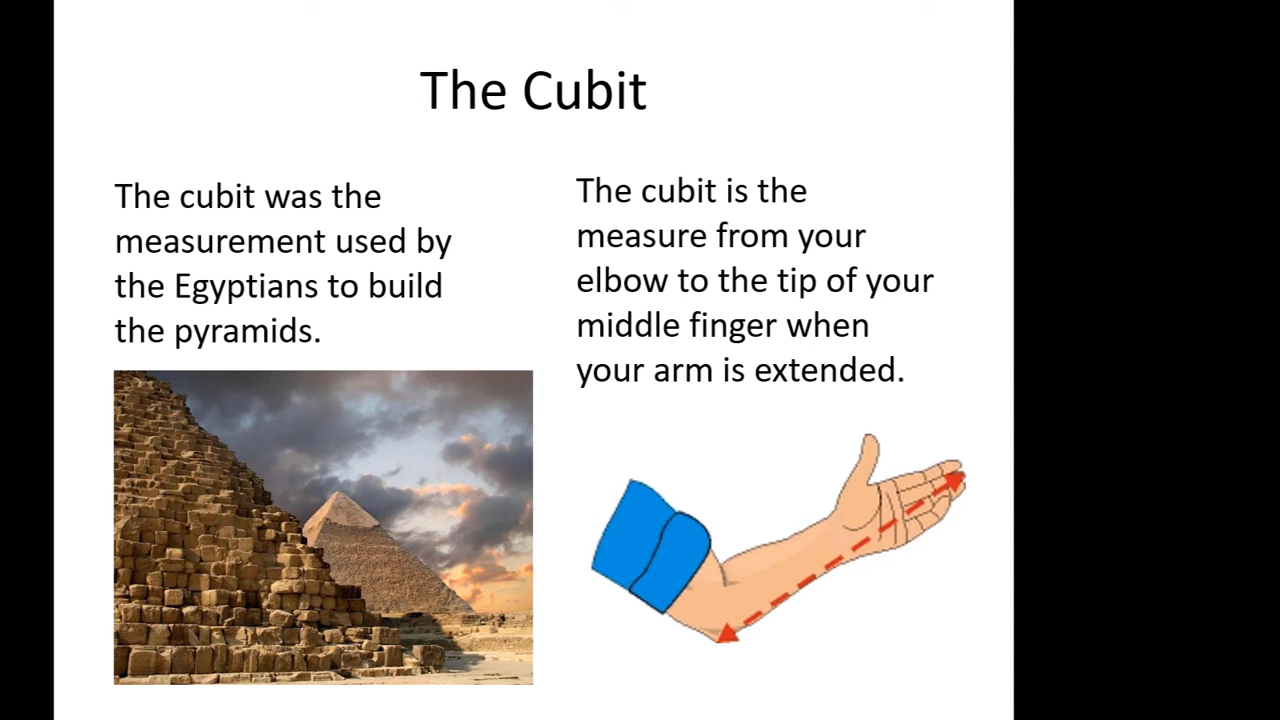 The Cubit
The cubit was the
measurement used by
the Egyptians to build
the pyramids.
The cubit is the
measure from your
elbow to the tip of your
middle finger when
your arm is extended.